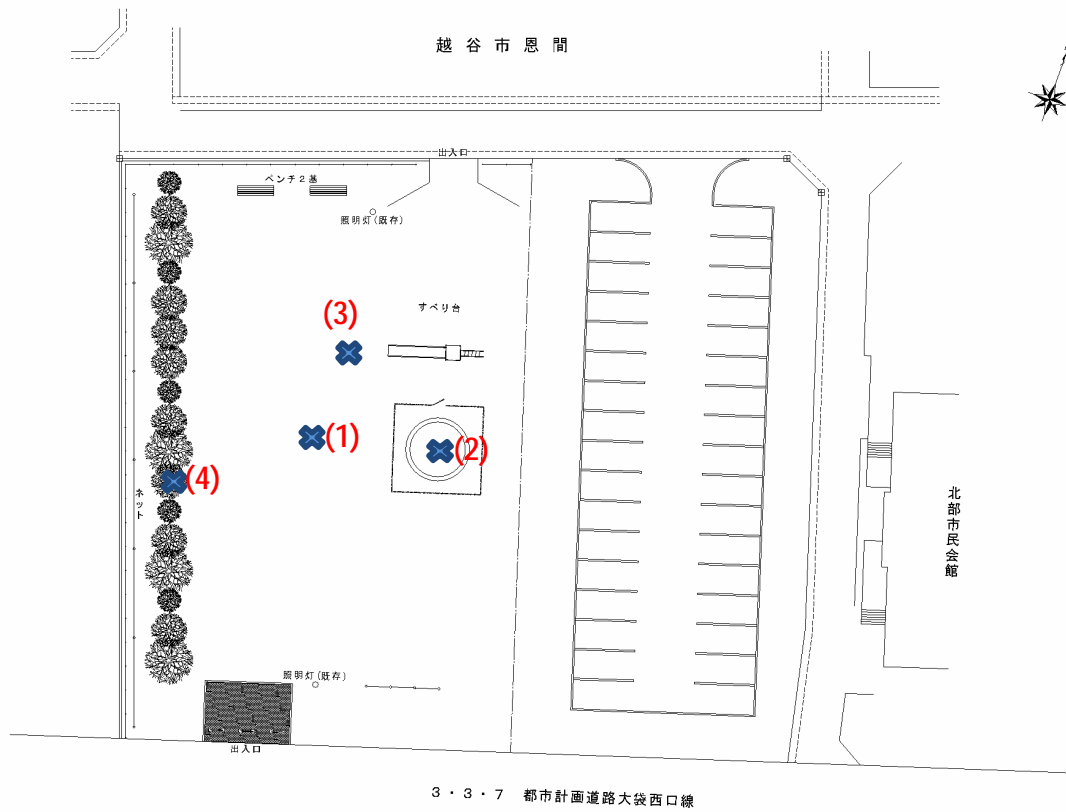 越谷市恩間
出入口
ベンチ2基
照明灯(既存)
すべり台
(3)
(1)
(2)
(4)
ネット
北部市民会館
照明灯(既存)
出入口
3・3・7 都市計画道路大袋西口線